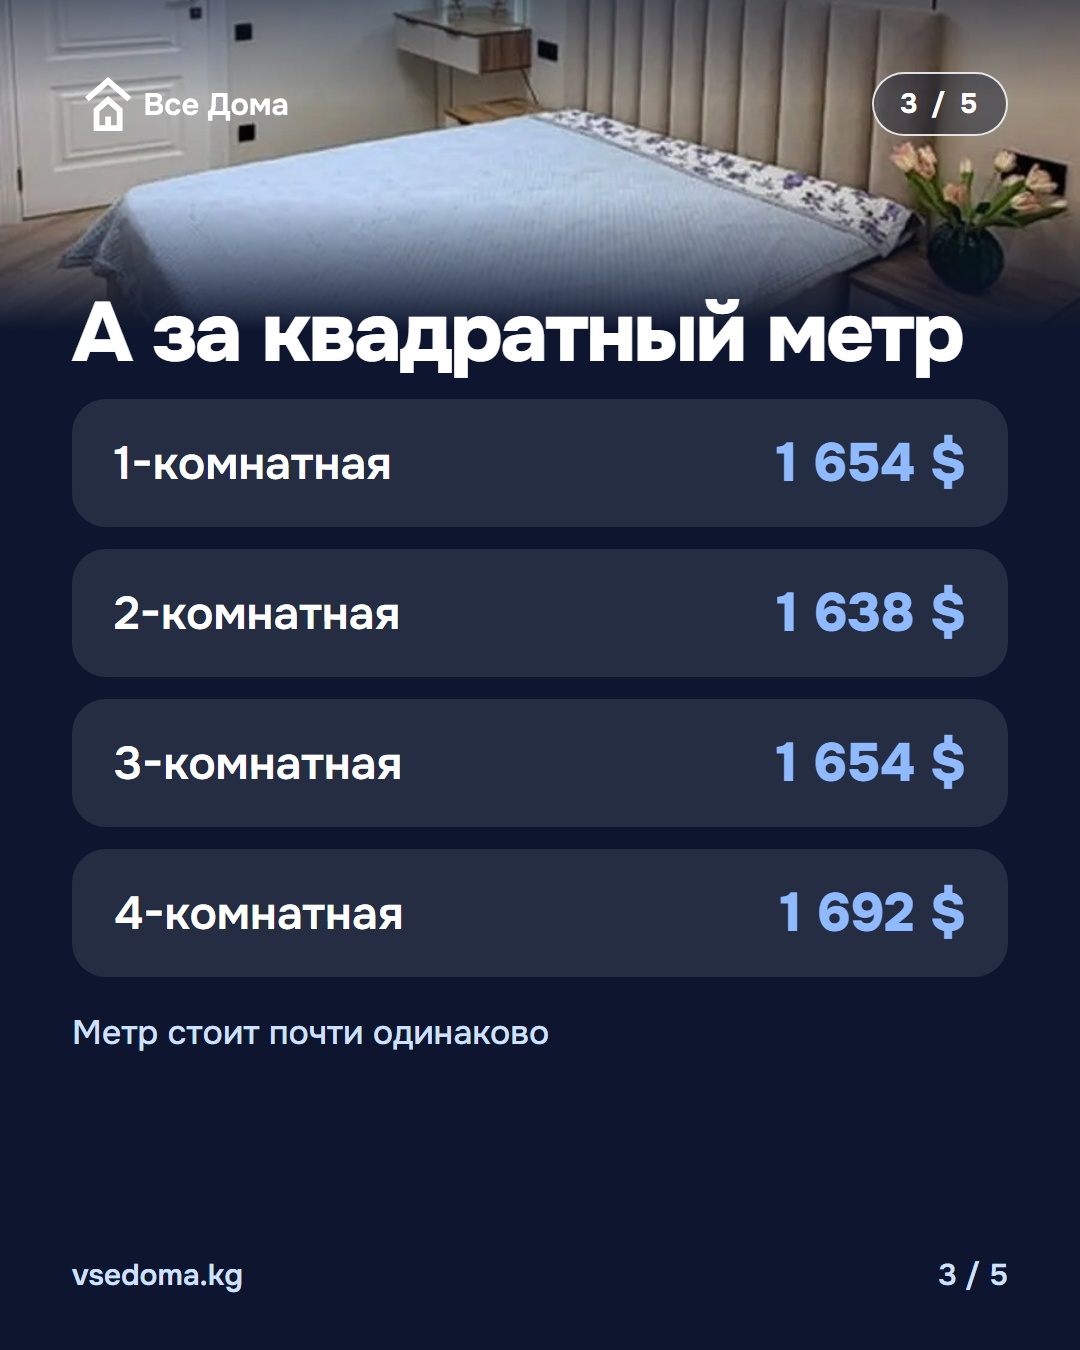 Все Дома
3 / 5
А за квадратный метр
1-комнатная 1 654 $
2-комнатная 1 638 $
3-комнатная 1 654 $
4-комнатная 1 692 $
Метр стоит почти одинаково
vsedoma.kg 3 / 5